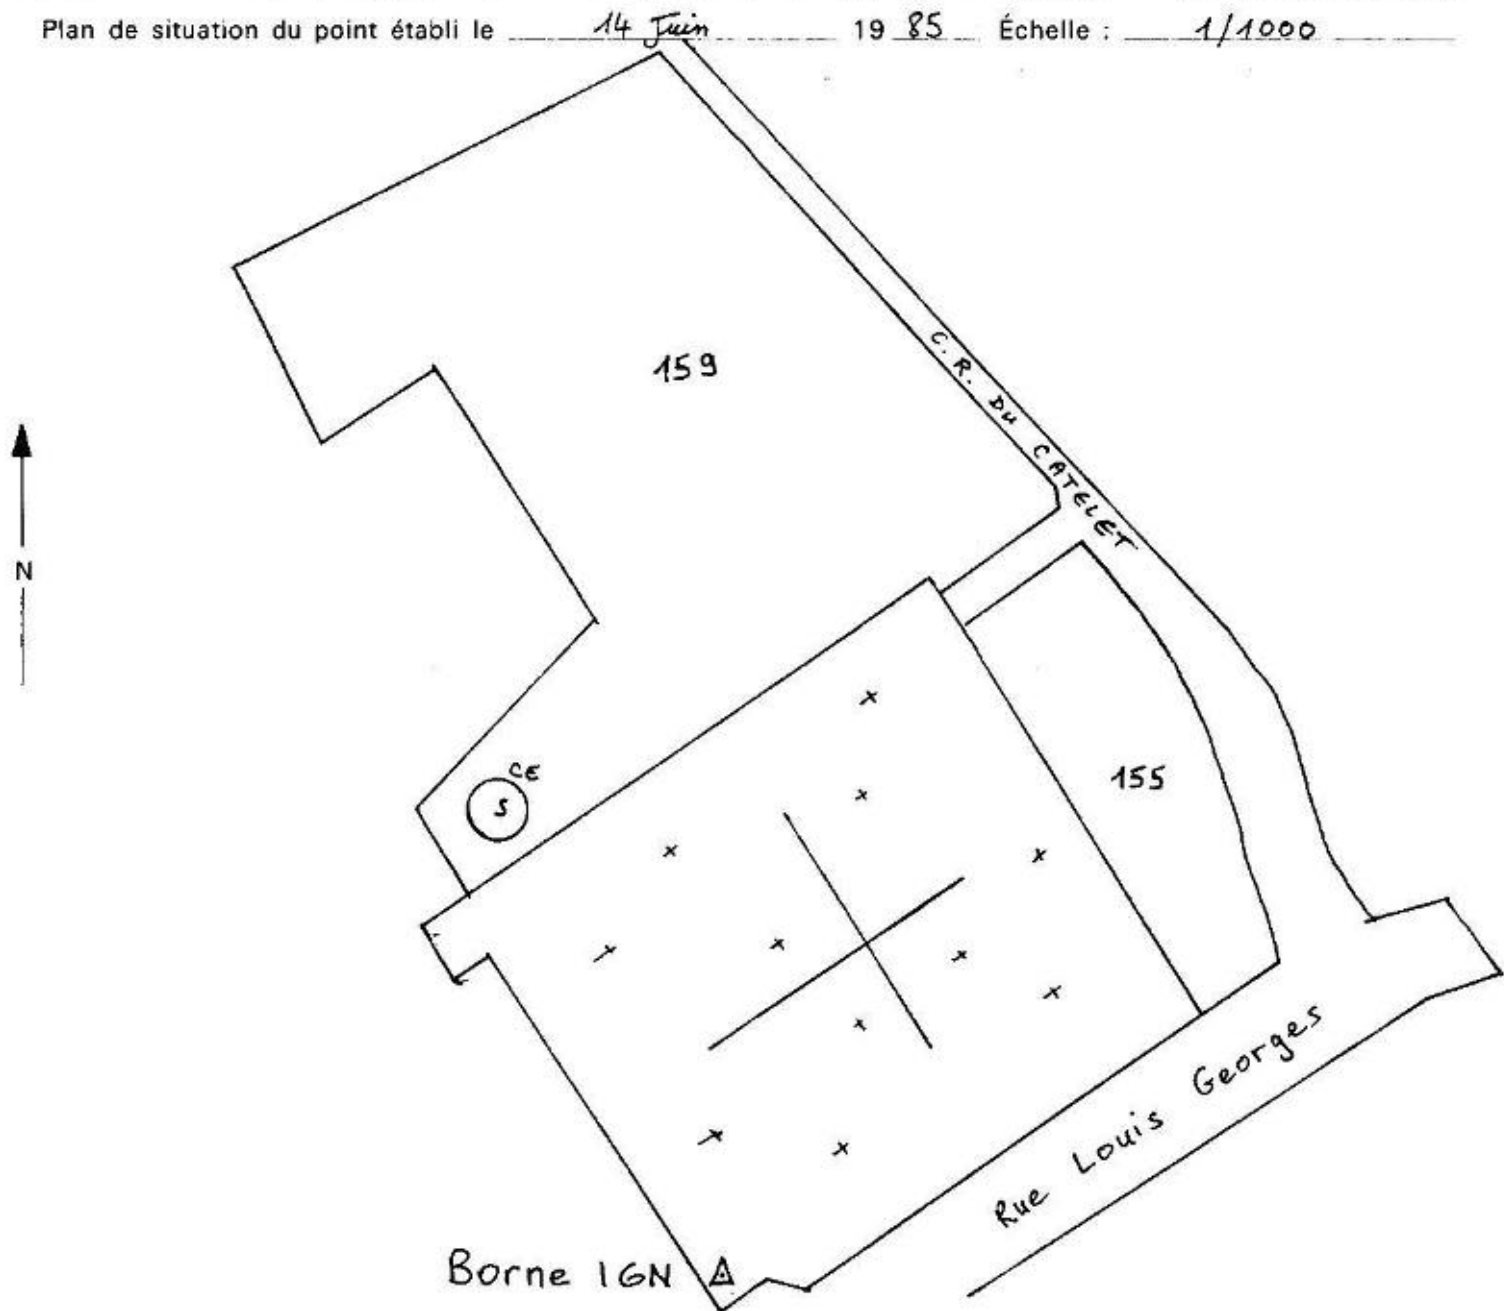 Plan de situation du point établi le 14 Juin 19 85 Échelle : 1/1000
C.R. DU CATELET
159
N
CE
S
155
Rue Louis Georges
Borne IGN